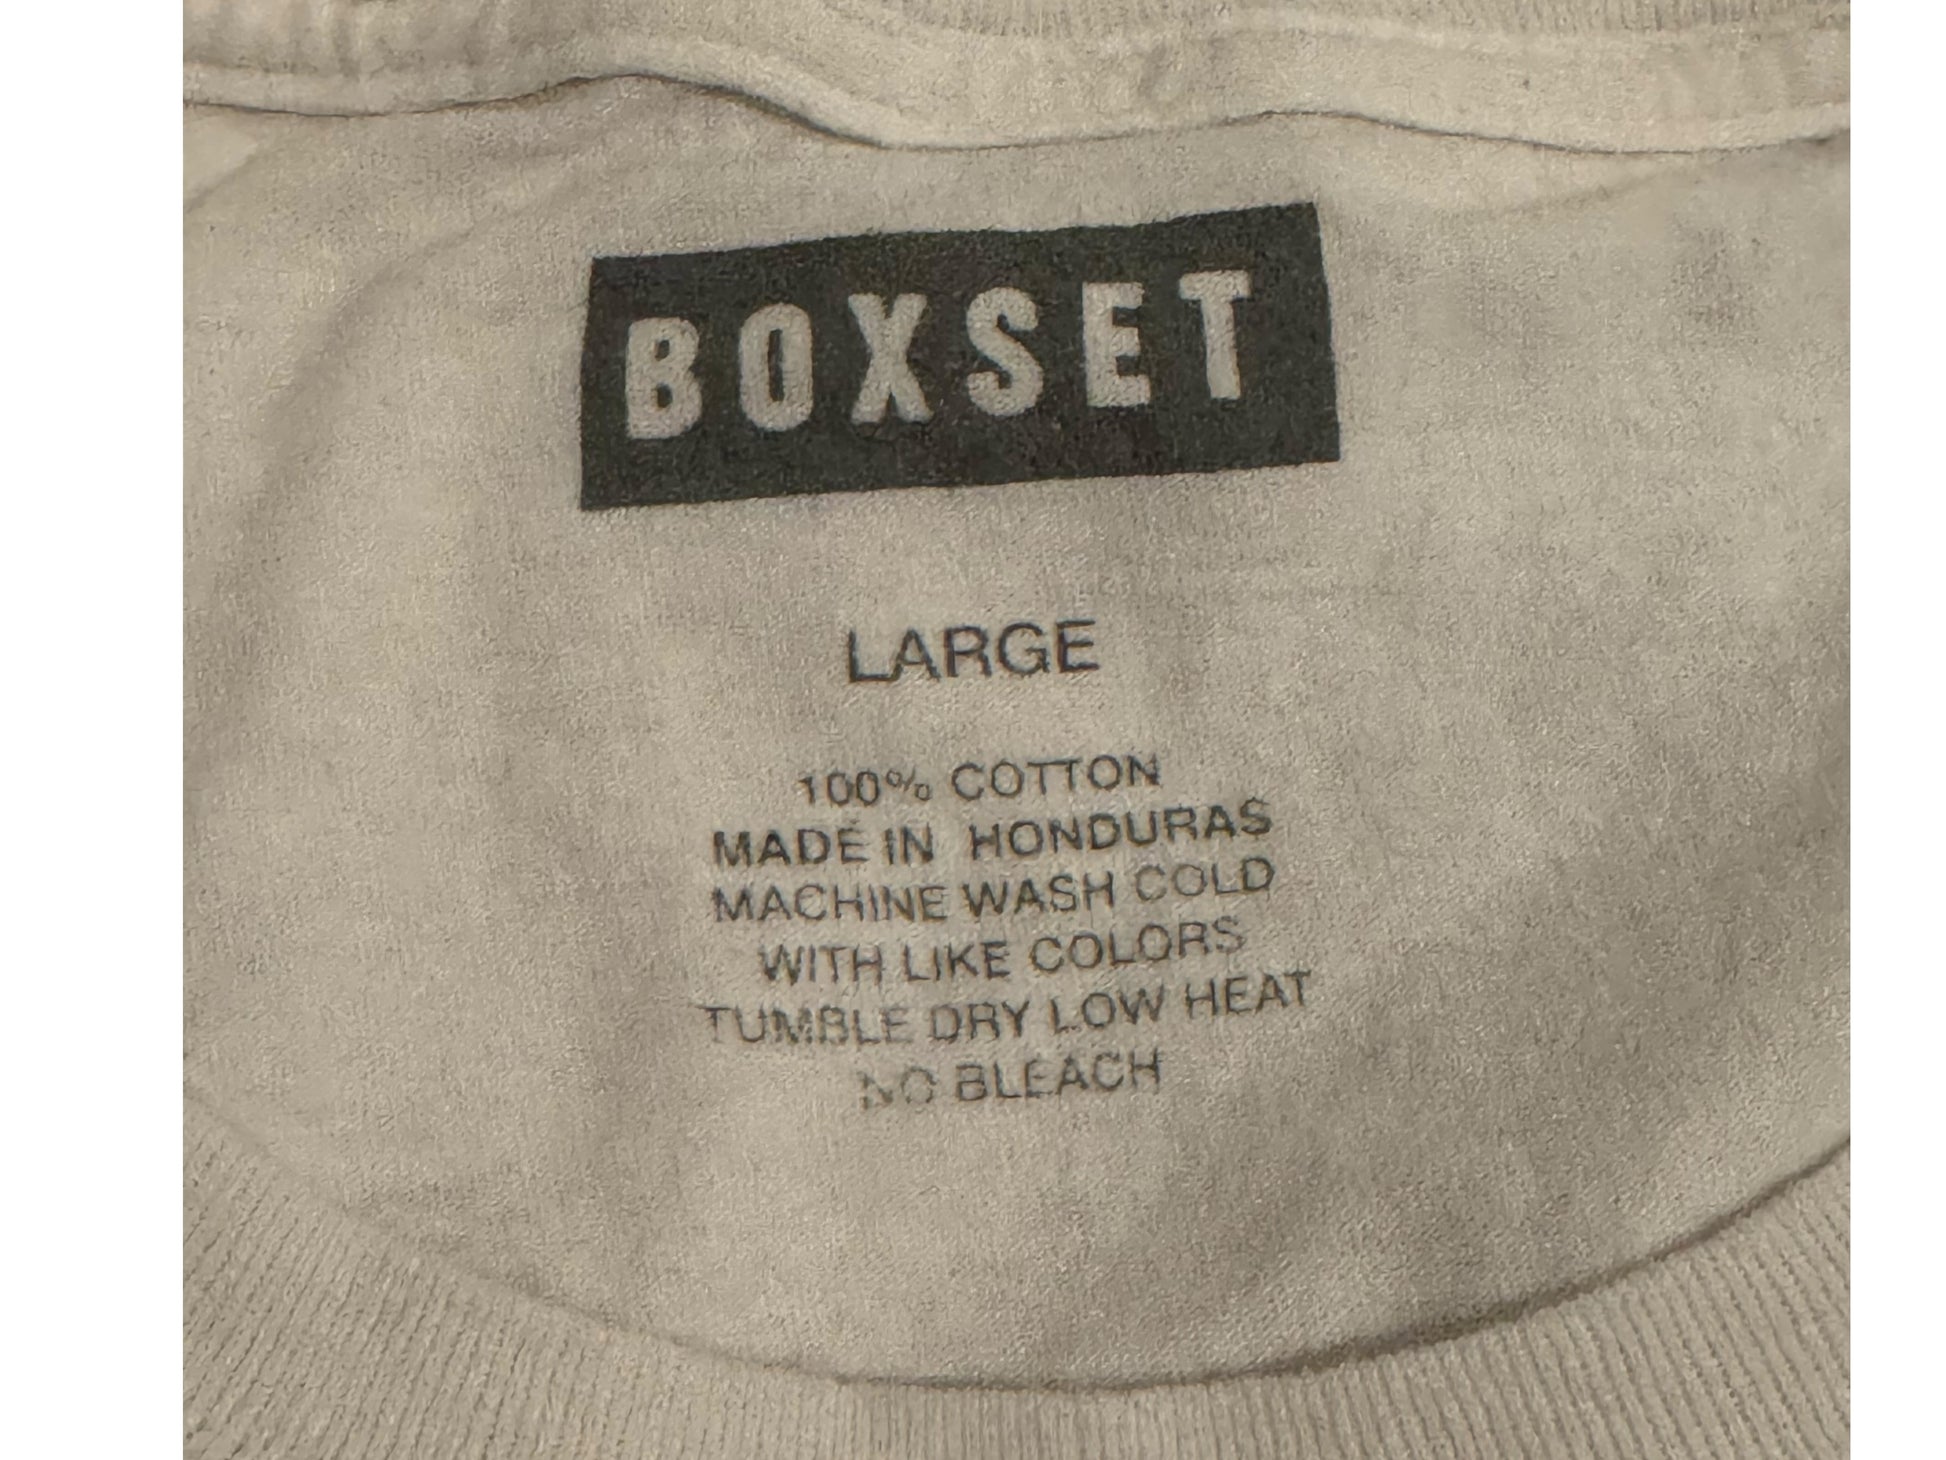 BOXSET
LARGE
100% COTTON
MADE IN HONDURAS
MACHINE WASH COLD
WITH LIKE COLORS
TUMBLE DRY LOW HEAT
NO BLEACH